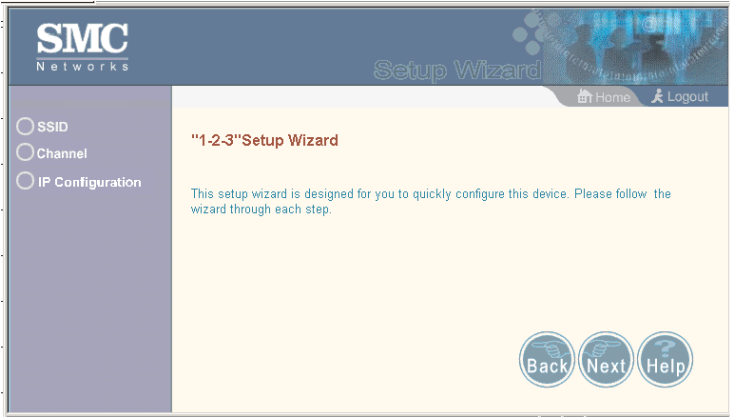 SMC
Networks
Setup Wizard
Home
Logout
SSID
Channel
IP Configuration
"1-2-3"Setup Wizard
This setup wizard is designed for you to quickly configure this device. Please follow the
wizard through each step.
Back
Next
Help